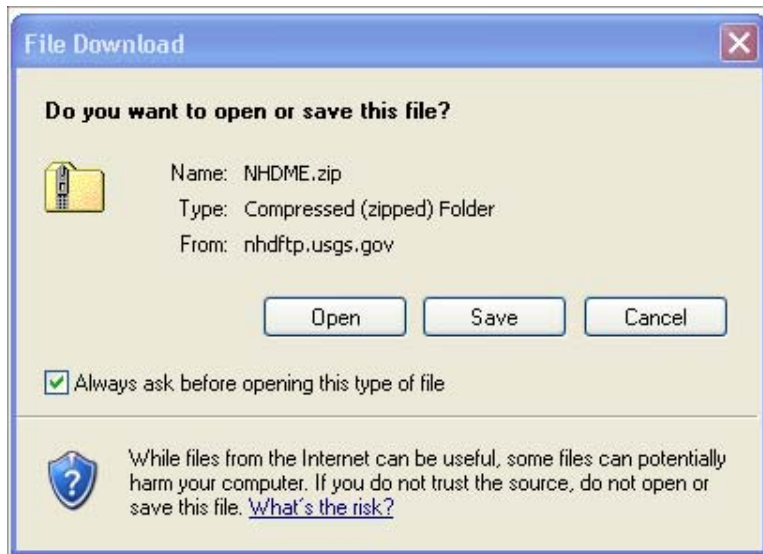 File Download
Do you want to open or save this file?
Name: NHDME.zip
Type: Compressed (zipped) Folder
From: nhdftp.usgs.gov
Open Save Cancel
Always ask before opening this type of file
While files from the Internet can be useful, some files can potentially
harm your computer. If you do not trust the source, do not open or
save this file. What's the risk?